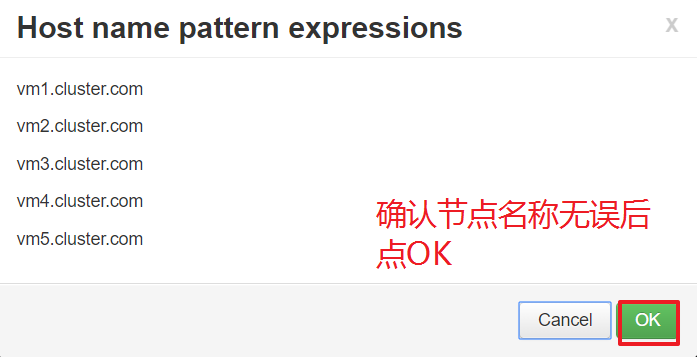 Host name pattern expressions
x
vm1.cluster.com
vm2.cluster.com
vm3.cluster.com
vm4.cluster.com
vm5.cluster.com
确认节点名称无误后
点OK
Cancel
OK